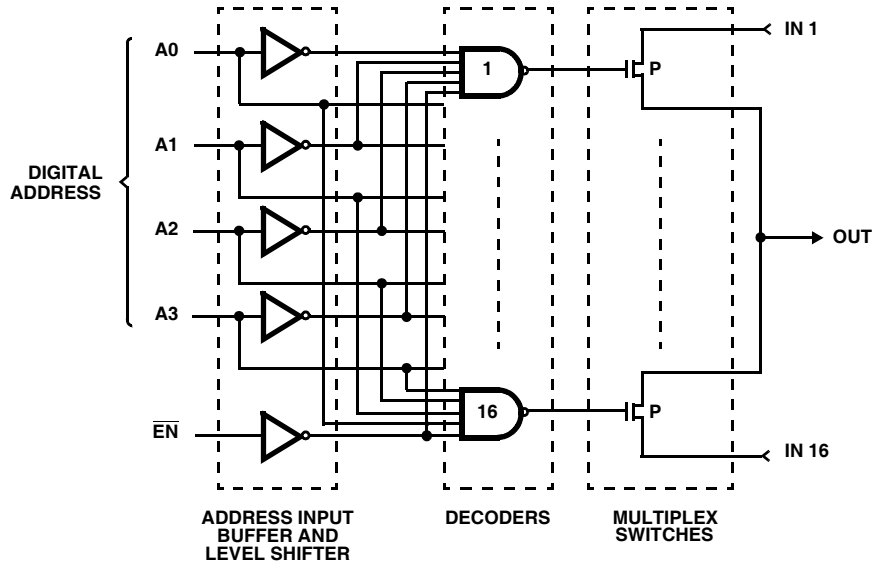 IN 1
A0
1
P
A1
DIGITAL
ADDRESS
A2
OUT
A3
EN
16
P
IN 16
ADDRESS INPUT
BUFFER AND
LEVEL SHIFTER
DECODERS
MULTIPLEX
SWITCHES